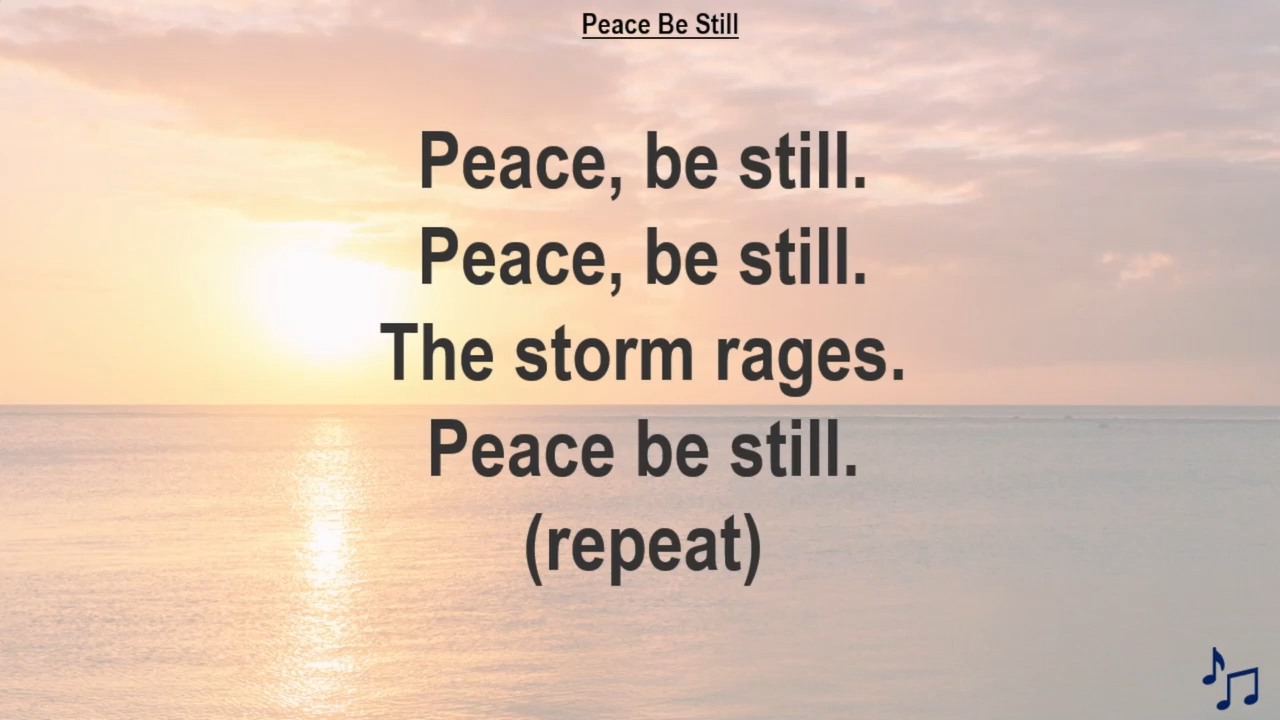 Peace Be Still
Peace, be still.
Peace, be still.
The storm rages.
Peace be still.
(repeat)